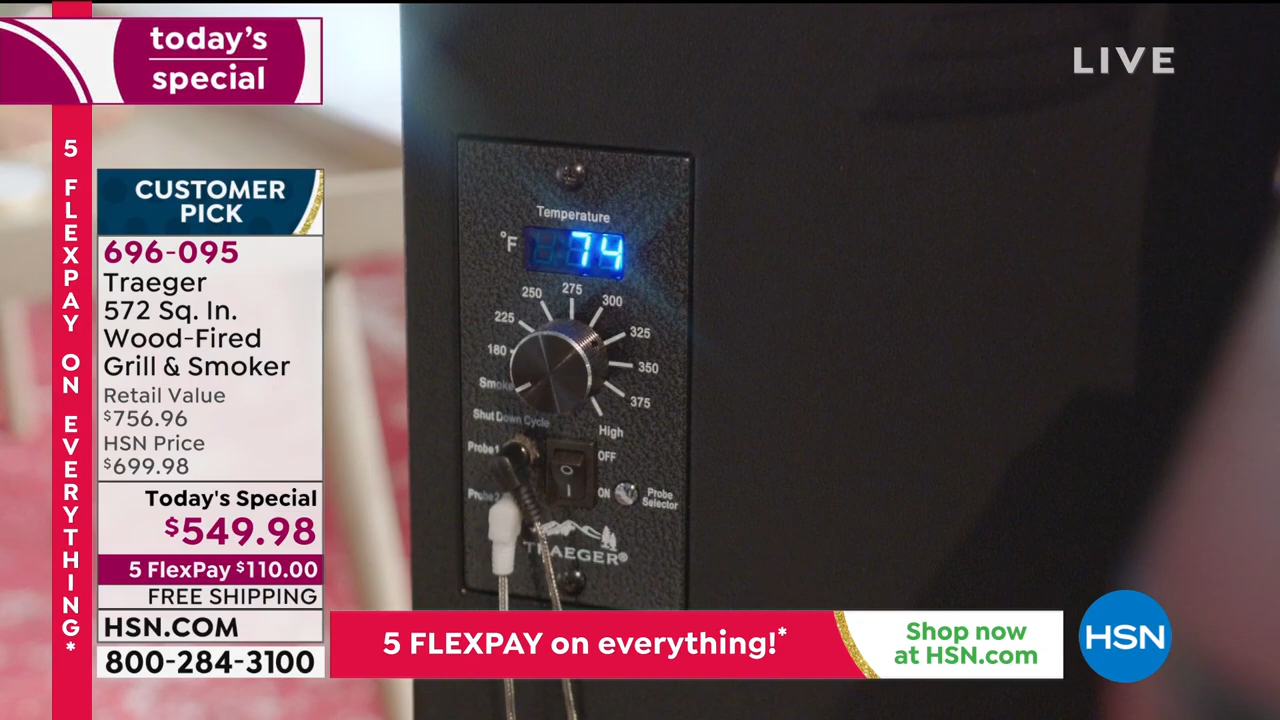 today's
special
LIVE
5 FLEXPAY ON EVERYTHING*
CUSTOMER
PICK
696-095
Traeger
572 Sq. In.
Wood-Fired
Grill & Smoker
Retail Value
$756.96
HSN Price
$699.98
Today's Special
$549.98
5 FlexPay $110.00
FREE SHIPPING
HSN.COM
800-284-3100
Temperature
°F 74
250 275 300
225 325
180 350
Smoke 375
Shut Down Cycle High
Probe 1 OFF
Probe 2 ON Probe
Selector
TRAEGER®
5 FLEXPAY on everything!*
Shop now
at HSN.com
HSN